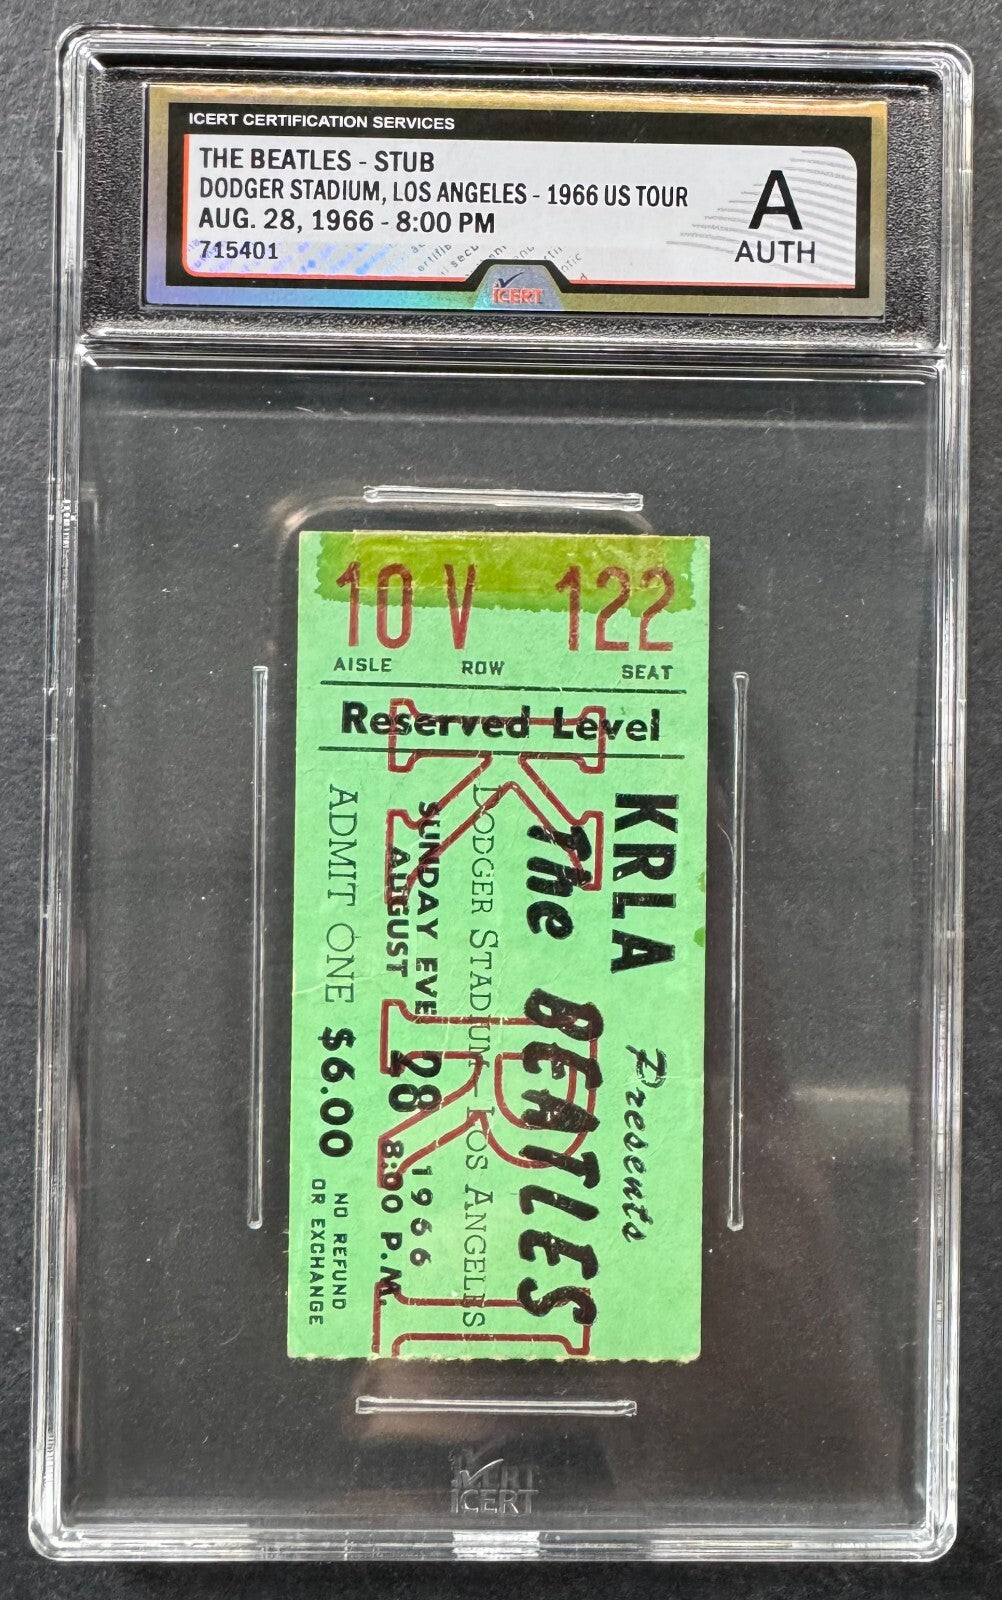 ICERT CERTIFICATION SERVICES
THE BEATLES - STUB
DODGER STADIUM, LOS ANGELES - 1966 US TOUR
AUG. 28, 1966 - 8:00 PM
715401
A
AUTH
ICERT
10 V 122
AISLE ROW SEAT
Reserved Level
KRLA Presents
The BEATLES
DODGER STADIUM - LOS ANGELES
SUNDAY EVE 1966
AUGUST 28 8:00 P.M.
ADMIT ONE $6.00
NO REFUND
OR EXCHANGE
ICERT